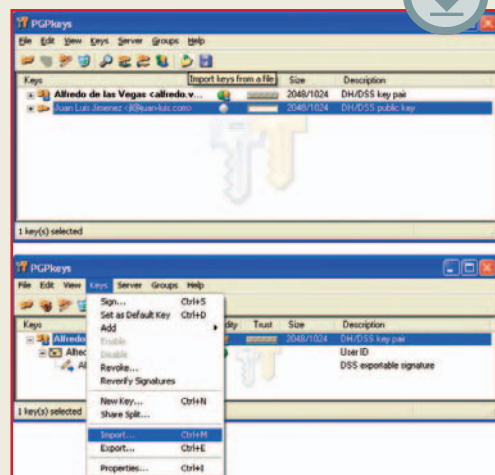 PGPkeys
File Edit View Keys Server Groups Help
Import keys from a file
Keys Size Description
Alfredo de las Vegas <alfredo.v... 2048/1024 DH/DSS key pair
Juan Luis Jimenez 2048/1024 DH/DSS public key
1 key(s) selected
PGPkeys
File Edit View Keys Server Groups Help
Keys Trust Size Description
Alfredo 2048/1024 DH/DSS key pair
User ID
DSS exportable signature
1 key(s) selected
Sign... Ctrl+S
Set as Default Key Ctrl+D
Add
Enable
Disable
Revoke...
Reverify Signatures
New Key... Ctrl+N
Share Split...
Import... Ctrl+M
Export... Ctrl+E
Properties... Ctrl+I